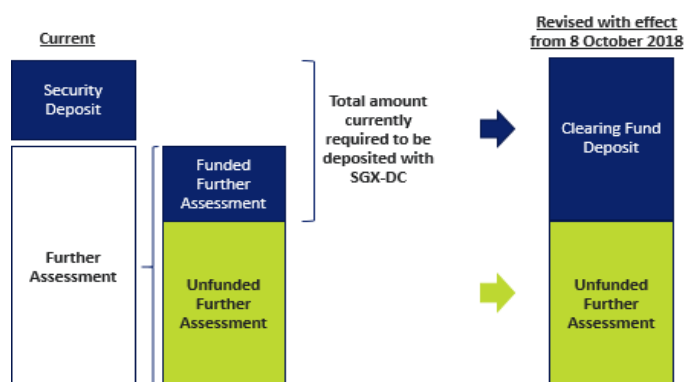 Current
Security
Deposit
Further
Assessment
Funded
Further
Assessment
Unfunded
Further
Assessment
Total amount
currently
required to be
deposited with
SGX-DC
Revised with effect
from 8 October 2018
Clearing Fund
Deposit
Unfunded
Further
Assessment